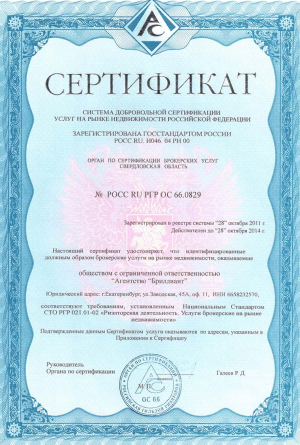 СЕРТИФИКАТ
СИСТЕМА ДОБРОВОЛЬНОЙ СЕРТИФИКАЦИИ
УСЛУГ НА РЫНКЕ НЕДВИЖИМОСТИ РОССИЙСКОЙ ФЕДЕРАЦИИ
ЗАРЕГИСТРИРОВАНА ГОССТАНДАРТОМ РОССИИ
РОСС RU. И046. 04 РН 00
ОРГАН ПО СЕРТИФИКАЦИИ БРОКЕРСКИХ УСЛУГ
СВЕРДЛОВСКАЯ ОБЛАСТЬ
№ РОСС RU РГР ОС 66.0829
Зарегистрирован в реестре системы "28" октября 2011 г.
Действителен до "28" октября 2014 г.
Настоящий сертификат удостоверяет, что идентифицированные
должным образом брокерские услуги на рынке недвижимости, оказываемые
обществом с ограниченной ответственностью
"Агентство "Бриллиант"
Юридический адрес: г.Екатеринбург, ул.Заводская, 45А, оф. 11, ИНН 6658232570,
соответствуют требованиям, установленным Национальным Стандартом
СТО РГР 021.01-02 «Риэлторская деятельность. Услуги брокерские на рынке
недвижимости»
Подтвержденные данным Сертификатом услуги оказываются по адресам, указанным в
Приложении к Сертификату
Руководитель
Органа по сертификации
Галеев Р. Д.
М П
ОС 66